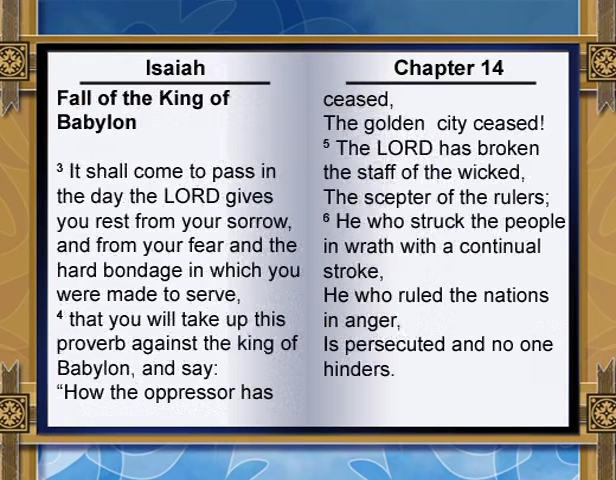 Isaiah
Fall of the King of
Babylon
³ It shall come to pass in
the day the LORD gives
you rest from your sorrow,
and from your fear and the
hard bondage in which you
were made to serve,
⁴ that you will take up this
proverb against the king of
Babylon, and say:
“How the oppressor has
Chapter 14
ceased,
The golden  city ceased!
⁵ The LORD has broken
the staff of the wicked,
The scepter of the rulers;
⁶ He who struck the people
in wrath with a continual
stroke,
He who ruled the nations
in anger,
Is persecuted and no one
hinders.